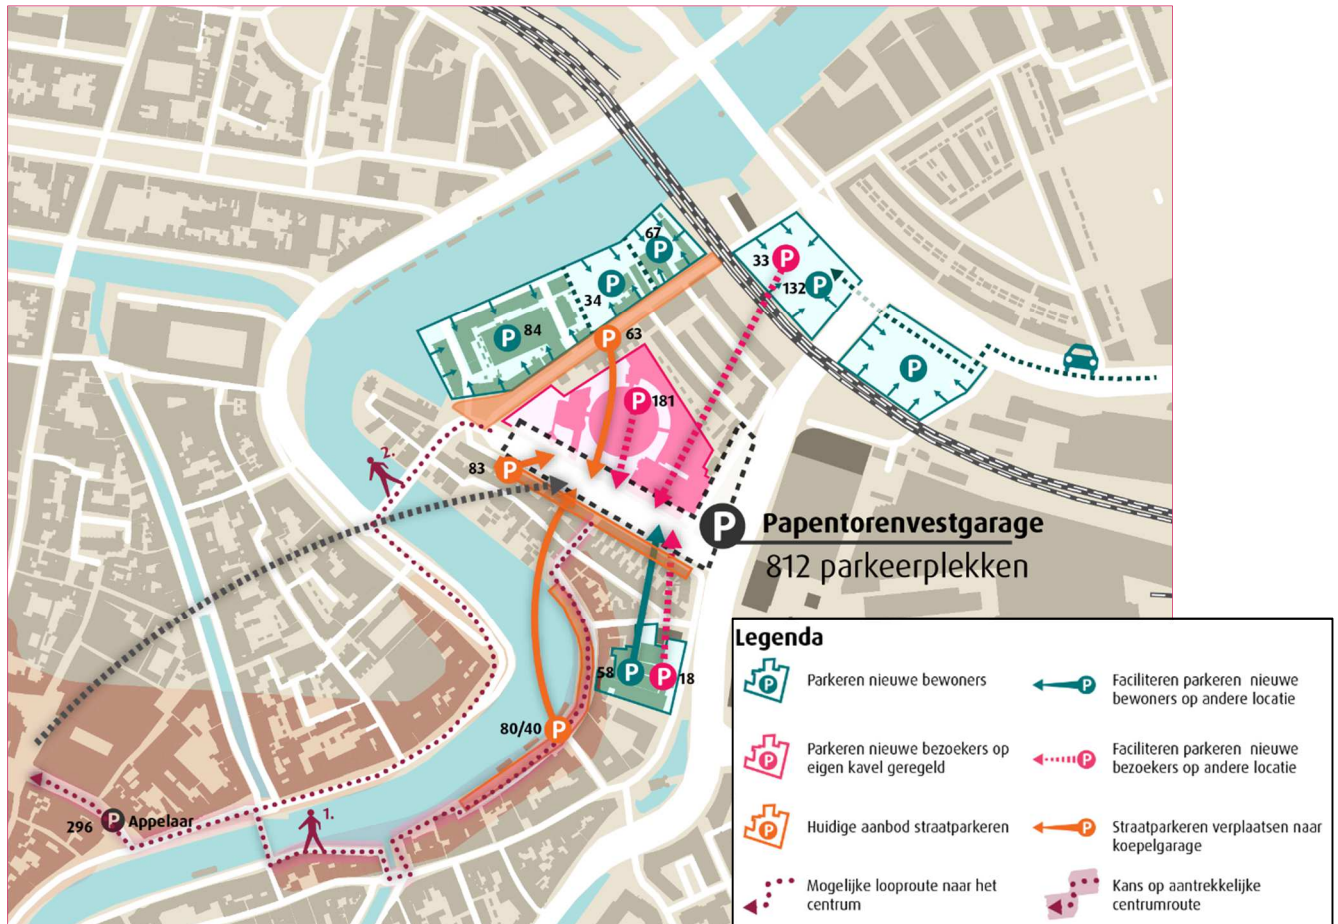 67
P
33
P
P
132
P
34
P
84
P
63
P
P
181
2.
83
P
P
Papentorenvestgarage
812 parkeerplekken
58
P
P
18
80/40
P
1.
296
P
Appelaar
Legenda
P
Parkeren nieuwe bewoners
P
Faciliteren parkeren nieuwe
bewoners op andere locatie
P
Parkeren nieuwe bezoekers op
eigen kavel geregeld
P
Faciliteren parkeren nieuwe
bezoekers op andere locatie
P
Huidige aanbod straatparkeren
P
Straatparkeren verplaatsen naar
koepelgarage
Mogelijke looproute naar het
centrum
Kans op aantrekkelijke
centrumroute